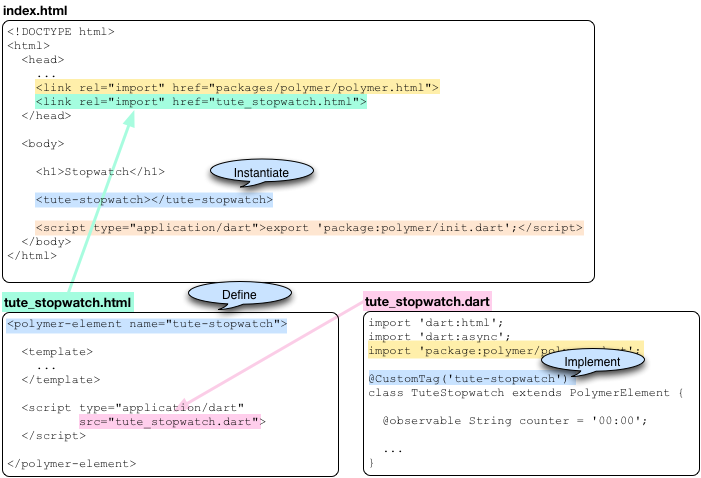 index.html
<!DOCTYPE html>
<html>
<head>
...
<link rel="import" href="packages/polymer/polymer.html">
<link rel="import" href="tute_stopwatch.html">
</head>
<body>
<h1>Stopwatch</h1>
Instantiate
<tute-stopwatch></tute-stopwatch>
<script type="application/dart">export 'package:polymer/init.dart';</script>
</body>
</html>
tute_stopwatch.html
Define
<polymer-element name="tute-stopwatch">
<template>
...
</template>
<script type="application/dart"
src="tute_stopwatch.dart">
</script>
</polymer-element>
tute_stopwatch.dart
import 'dart:html';
import 'dart:async';
import 'package:polymer/
Implement
@CustomTag('tute-stopwatch')
class TuteStopwatch extends PolymerElement {
@observable String counter = '00:00';
...
}